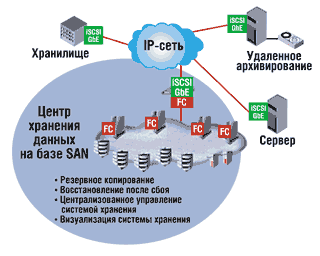 iSCSI
GbE
Хранилище
IP-сеть
iSCSI
GbE
Удаленное
архивирование
iSCSI
GbE
FC
iSCSI
GbE
Сервер
Центр
хранения
данных
на базе SAN
FC
FC
FC
FC
• Резервное копирование
• Восстановление после сбоя
• Централизованное управление
системой хранения
• Визуализация системы хранения